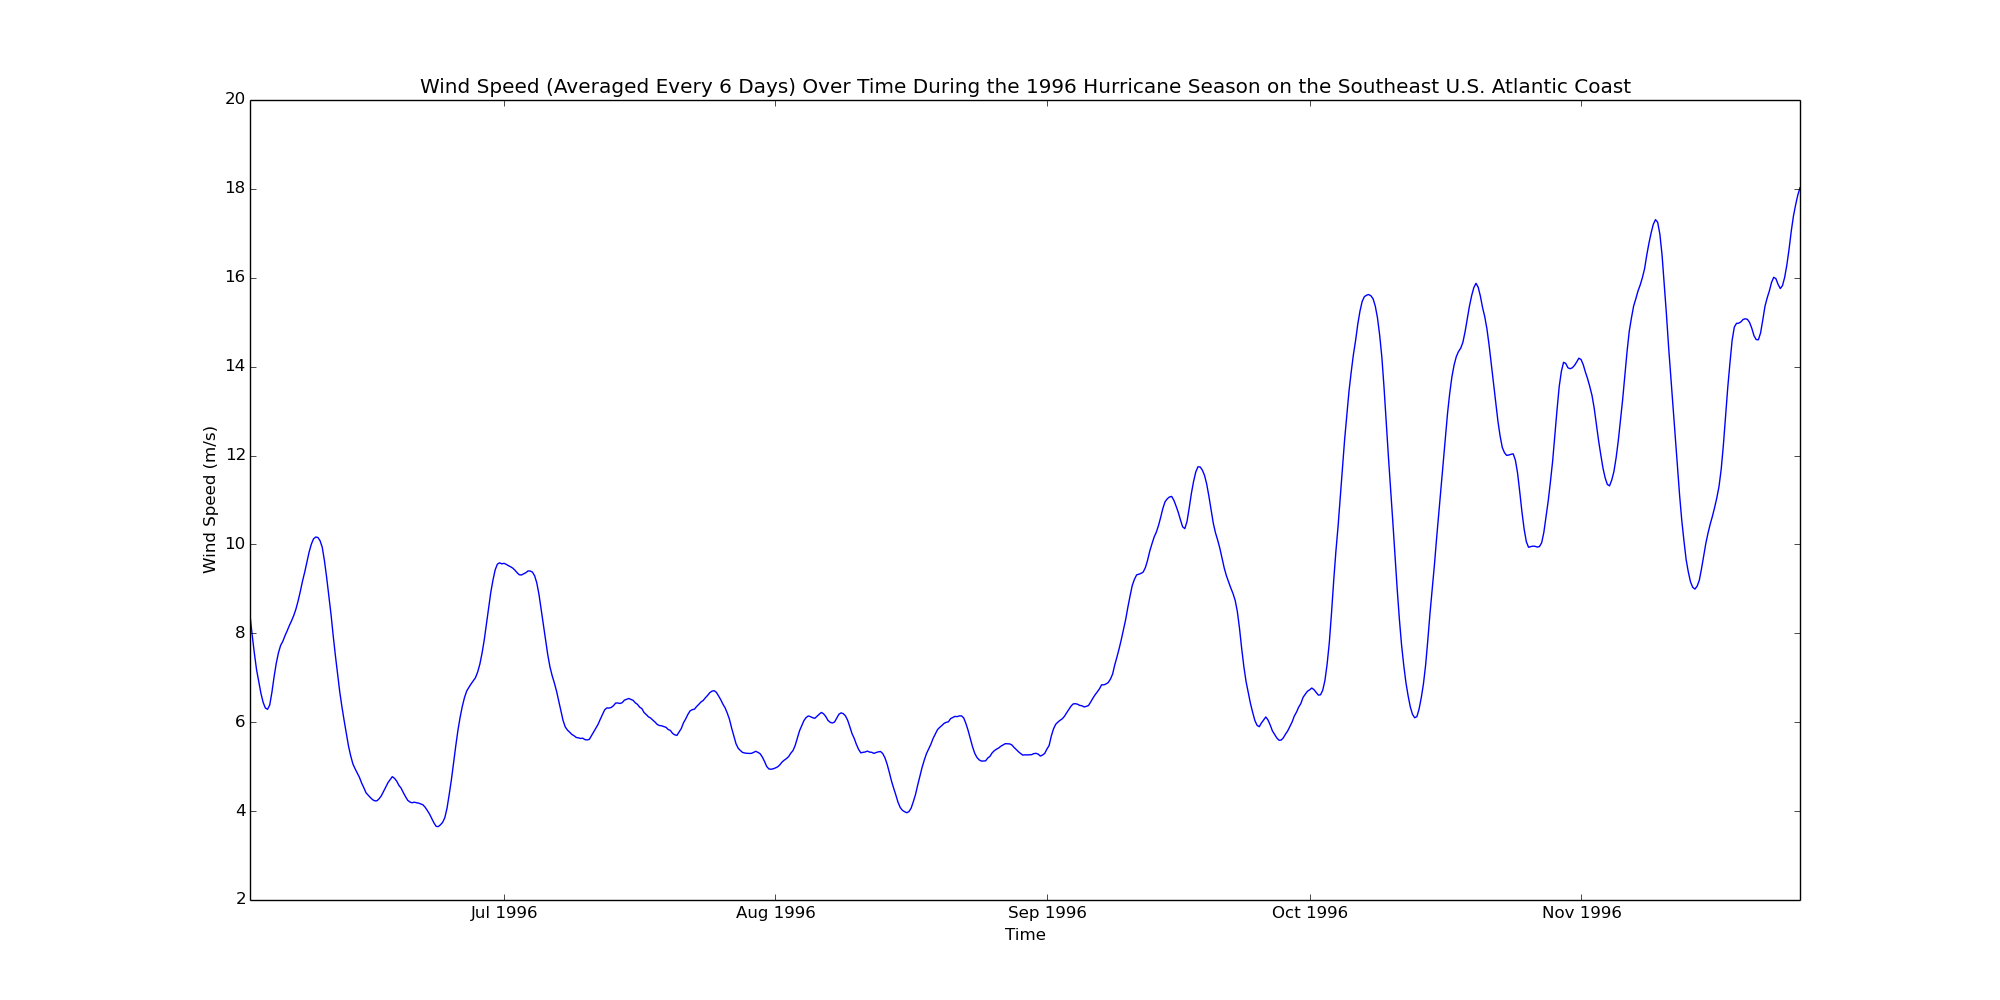 Wind Speed (Averaged Every 6 Days) Over Time During the 1996 Hurricane Season on the Southeast U.S. Atlantic Coast
20
18
16
14
12
10
8
6
4
2
Wind Speed (m/s)
Jul 1996
Aug 1996
Sep 1996
Oct 1996
Nov 1996
Time